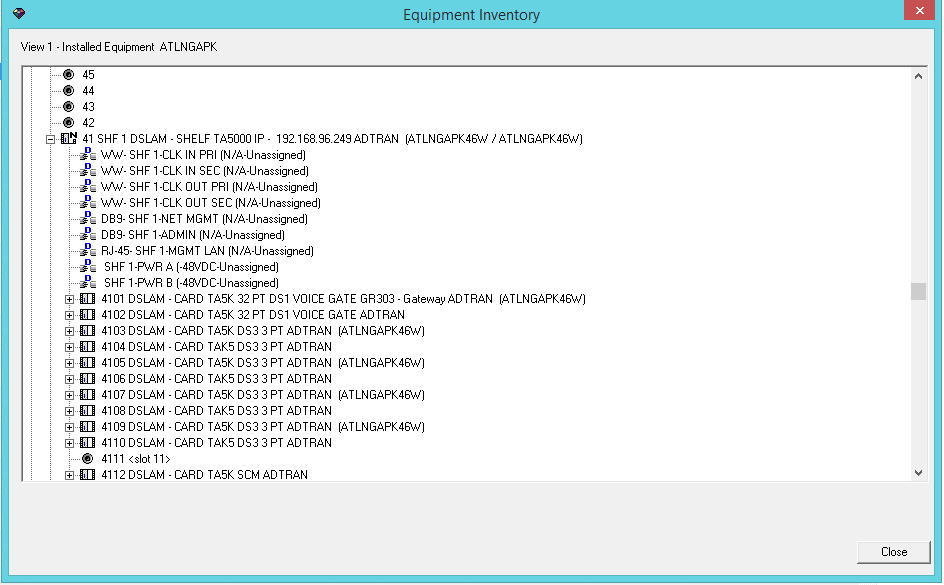 Equipment Inventory
View 1 - Installed Equipment ATLNGAPK
45
44
43
42
41 SHF 1 DSLAM - SHELF TA5000 IP - 192.168.96.249 ADTRAN (ATLNGAPK46W / ATLNGAPK46W)
WW- SHF 1-CLK IN PRI (N/A-Unassigned)
WW- SHF 1-CLK IN SEC (N/A-Unassigned)
WW- SHF 1-CLK OUT PRI (N/A-Unassigned)
WW- SHF 1-CLK OUT SEC (N/A-Unassigned)
DB9- SHF 1-NET MGMT (N/A-Unassigned)
DB9- SHF 1-ADMIN (N/A-Unassigned)
RJ-45- SHF 1-MGMT LAN (N/A-Unassigned)
SHF 1-PWR A (-48VDC-Unassigned)
SHF 1-PWR B (-48VDC-Unassigned)
4101 DSLAM - CARD TA5K 32 PT DS1 VOICE GATE GR303 - Gateway ADTRAN (ATLNGAPK46W)
4102 DSLAM - CARD TA5K 32 PT DS1 VOICE GATE ADTRAN
4103 DSLAM - CARD TA5K DS3 3 PT ADTRAN (ATLNGAPK46W)
4104 DSLAM - CARD TAK5 DS3 3 PT ADTRAN
4105 DSLAM - CARD TA5K DS3 3 PT ADTRAN (ATLNGAPK46W)
4106 DSLAM - CARD TAK5 DS3 3 PT ADTRAN
4107 DSLAM - CARD TA5K DS3 3 PT ADTRAN (ATLNGAPK46W)
4108 DSLAM - CARD TAK5 DS3 3 PT ADTRAN
4109 DSLAM - CARD TA5K DS3 3 PT ADTRAN (ATLNGAPK46W)
4110 DSLAM - CARD TAK5 DS3 3 PT ADTRAN
4111 <slot 11>
4112 DSLAM - CARD TA5K SCM ADTRAN
Close